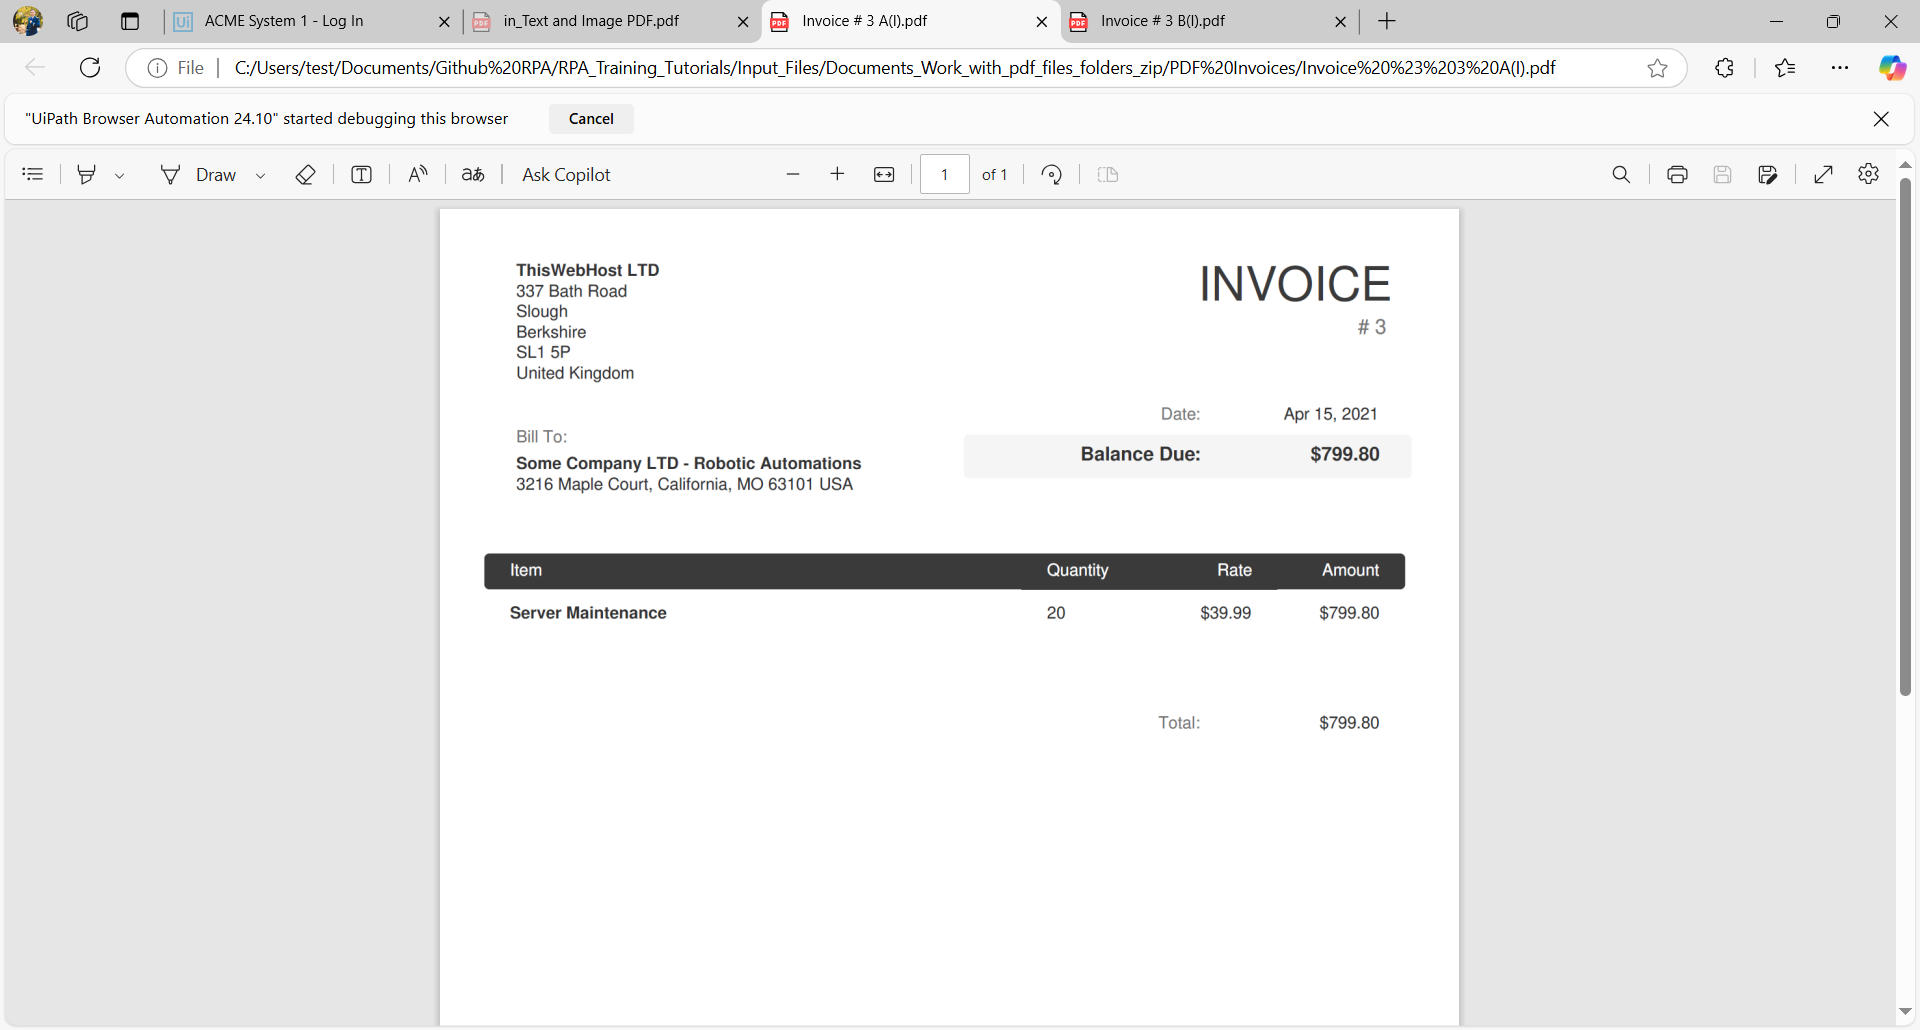 ACME System 1 - Log In
in_Text and Image PDF.pdf
Invoice # 3 A(I).pdf
Invoice # 3 B(I).pdf
File
C:/Users/test/Documents/Github%20RPA/RPA_Training_Tutorials/Input_Files/Documents_Work_with_pdf_files_folders_zip/PDF%20Invoices/Invoice%20%23%203%20A(I).pdf
"UiPath Browser Automation 24.10" started debugging this browser
Cancel
Draw
Ask Copilot
1 of 1
ThisWebHost LTD
337 Bath Road
Slough
Berkshire
SL1 5P
United Kingdom
INVOICE
# 3
Date: Apr 15, 2021
Balance Due: $799.80
Bill To:
Some Company LTD - Robotic Automations
3216 Maple Court, California, MO 63101 USA
Item Quantity Rate Amount
Server Maintenance 20 $39.99 $799.80
Total: $799.80